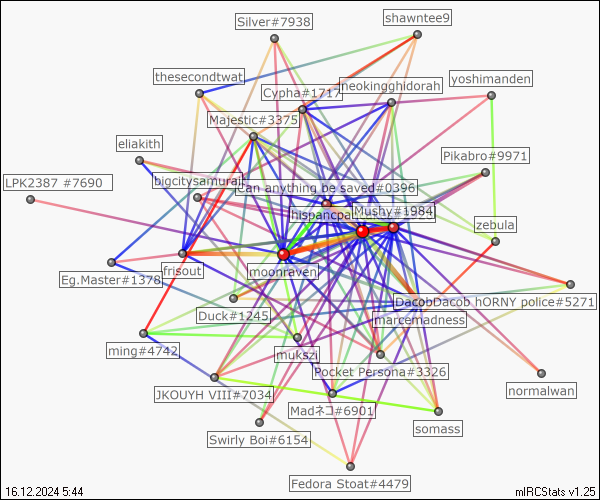 shawntee9
Silver#7938
thesecondtwat
neokingghidorah
yoshimanden
Cypha#1717
Majestic#3375
eliakith
Pikabro#9971
LPK2387 #7690
bigcitysamurai
Can anything be saved#0396
hispancpa
Mushy#1984
zebula
frisout
moonraven
Eg.Master#1378
DacobDacob hORNY police#5271
Duck#1245
marcemadness
ming#4742
mukszi
Pocket Persona#3326
JKOUYH VIII#7034
normalwan
Madネコ#6901
somass
Swirly Boi#6154
Fedora Stoat#4479
16.12.2024 5:44
mIRCStats v1.25